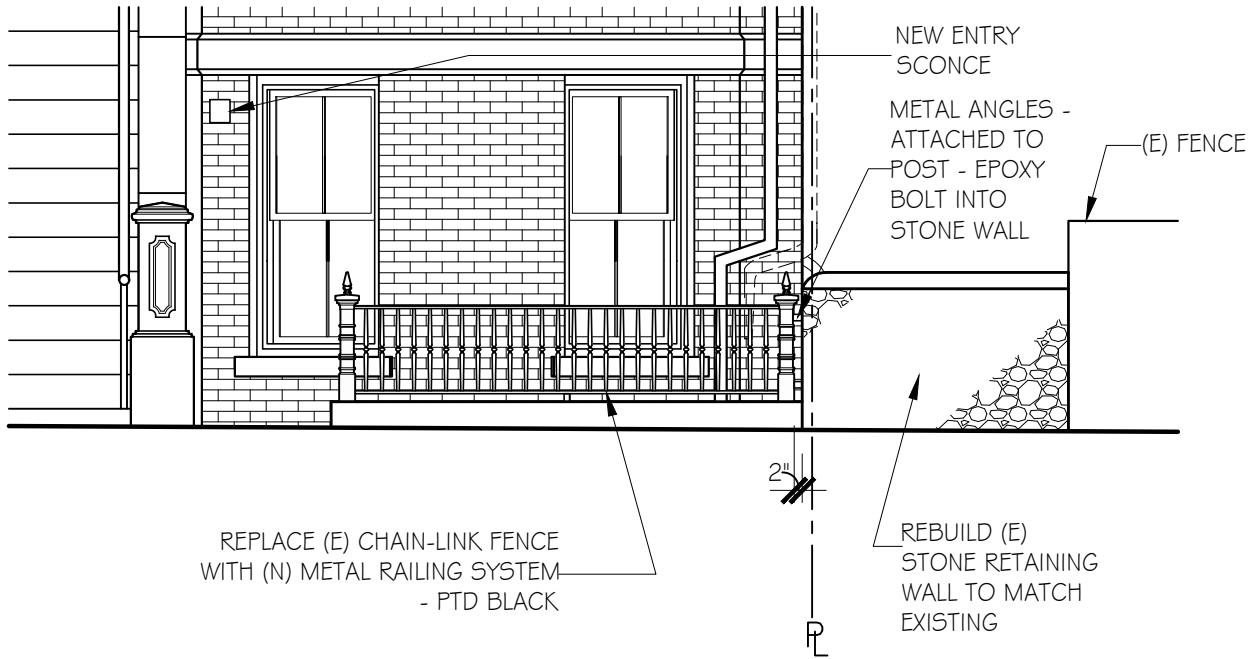 NEW ENTRY
SCONCE
METAL ANGLES -
ATTACHED TO
POST - EPOXY
BOLT INTO
STONE WALL
(E) FENCE
2"
REPLACE (E) CHAIN-LINK FENCE
WITH (N) METAL RAILING SYSTEM
- PTD BLACK
REBUILD (E)
STONE RETAINING
WALL TO MATCH
EXISTING
PL